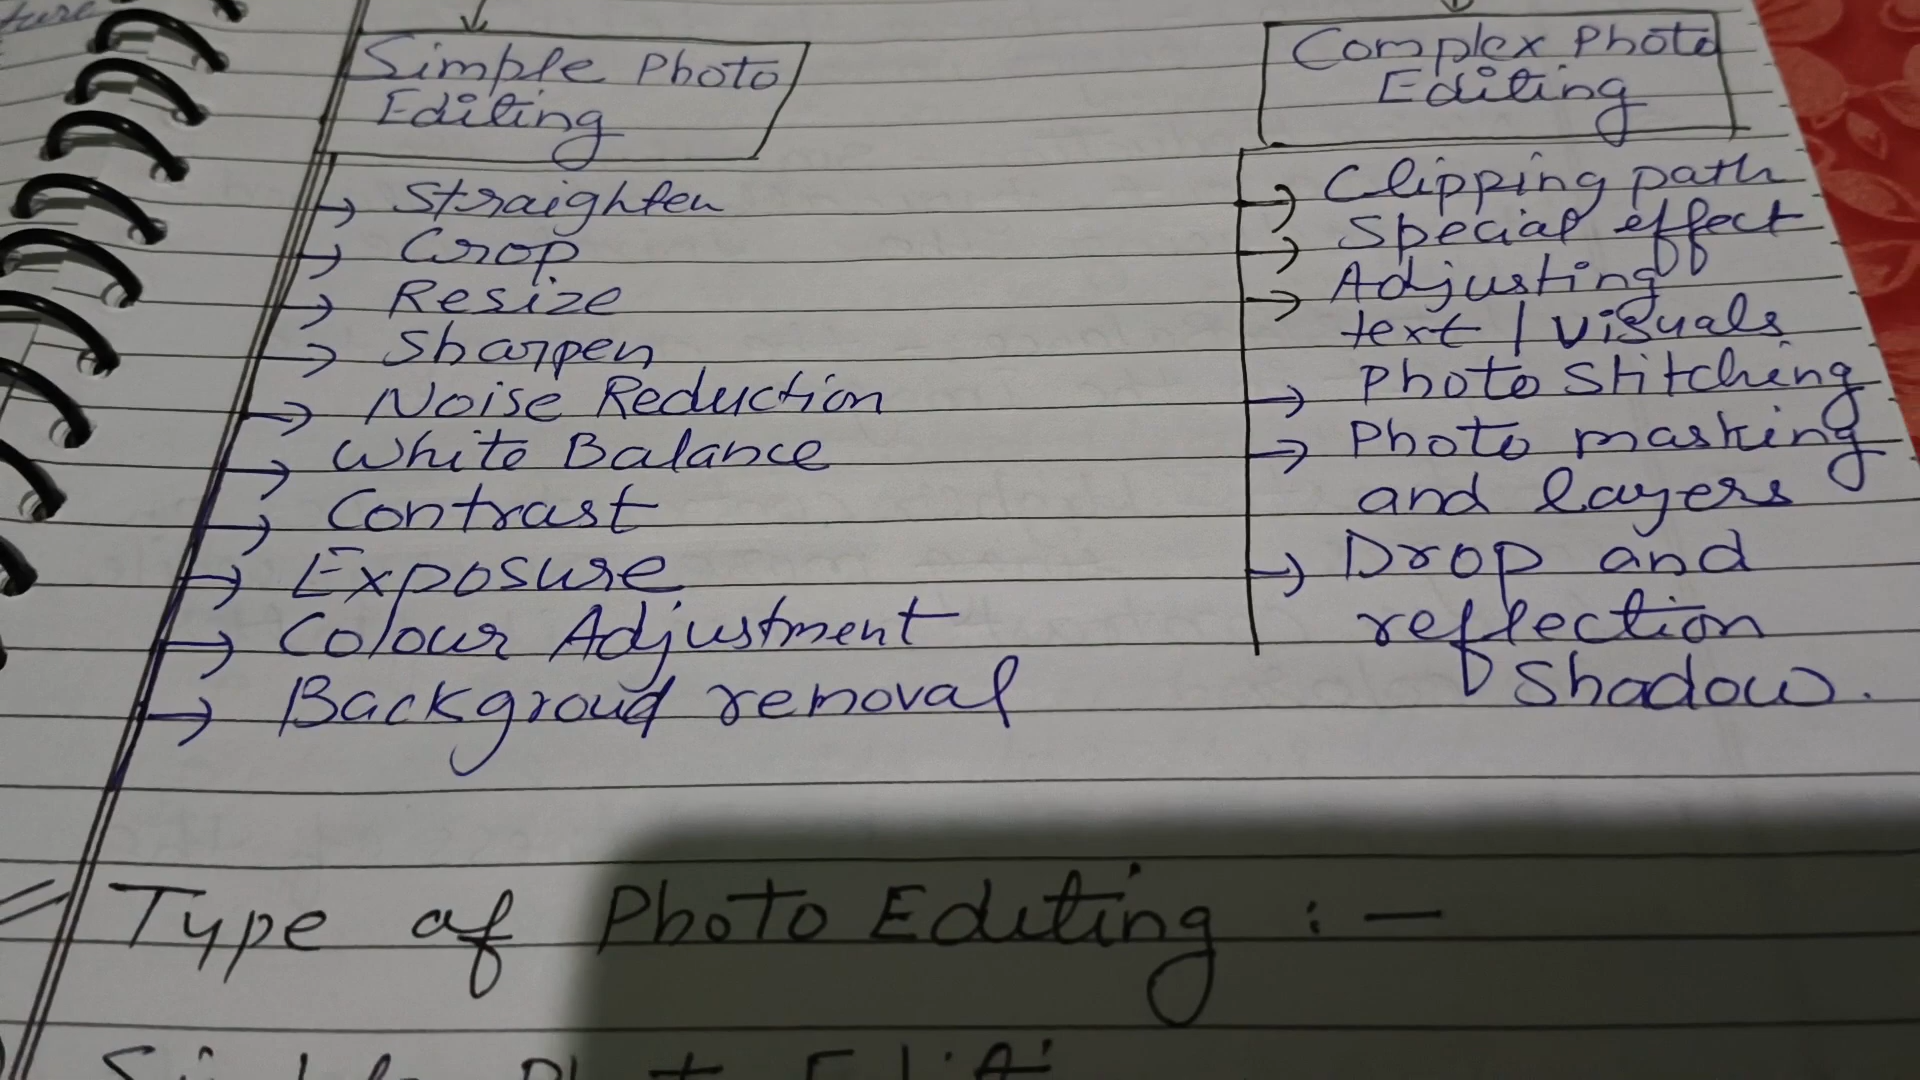 Simple Photo
Editing
→ Straighten
→ Crop
→ Resize
→ Sharpen
→ Noise Reduction
→ White Balance
→ Contrast
→ Exposure
→ Colour Adjustment
→ Backgroud removal
Complex Photo
Editing
→ Clipping path
→ Special effect
→ Adjusting
text / visuals
→ Photo Stitching
→ Photo masking
and layers
→ Drop and
reflection
Shadow.
Type of Photo Editing :-